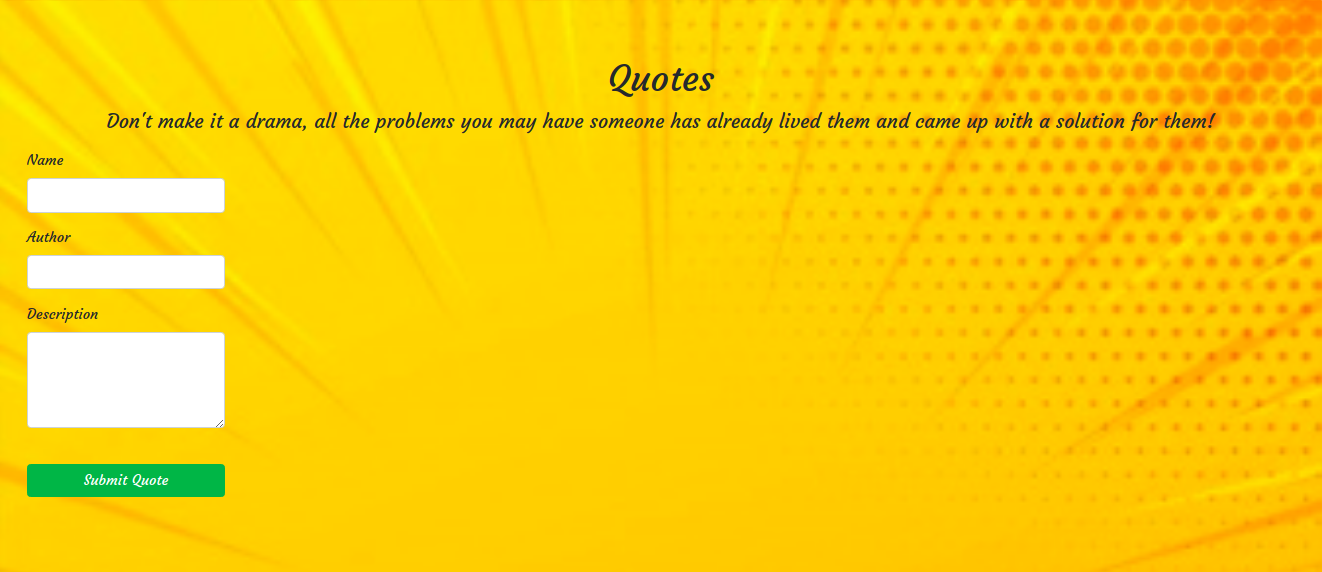 Quotes
Don't make it a drama, all the problems you may have someone has already lived them and came up with a solution for them!
Name
Author
Description
Submit Quote